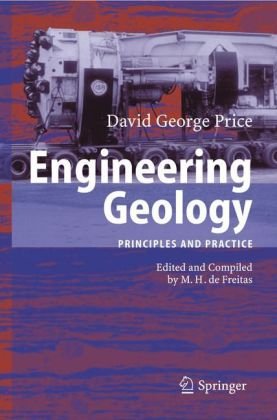 David George Price
Engineering
Geology
PRINCIPLES AND PRACTICE
Edited and Compiled
by M. H. de Freitas
Springer